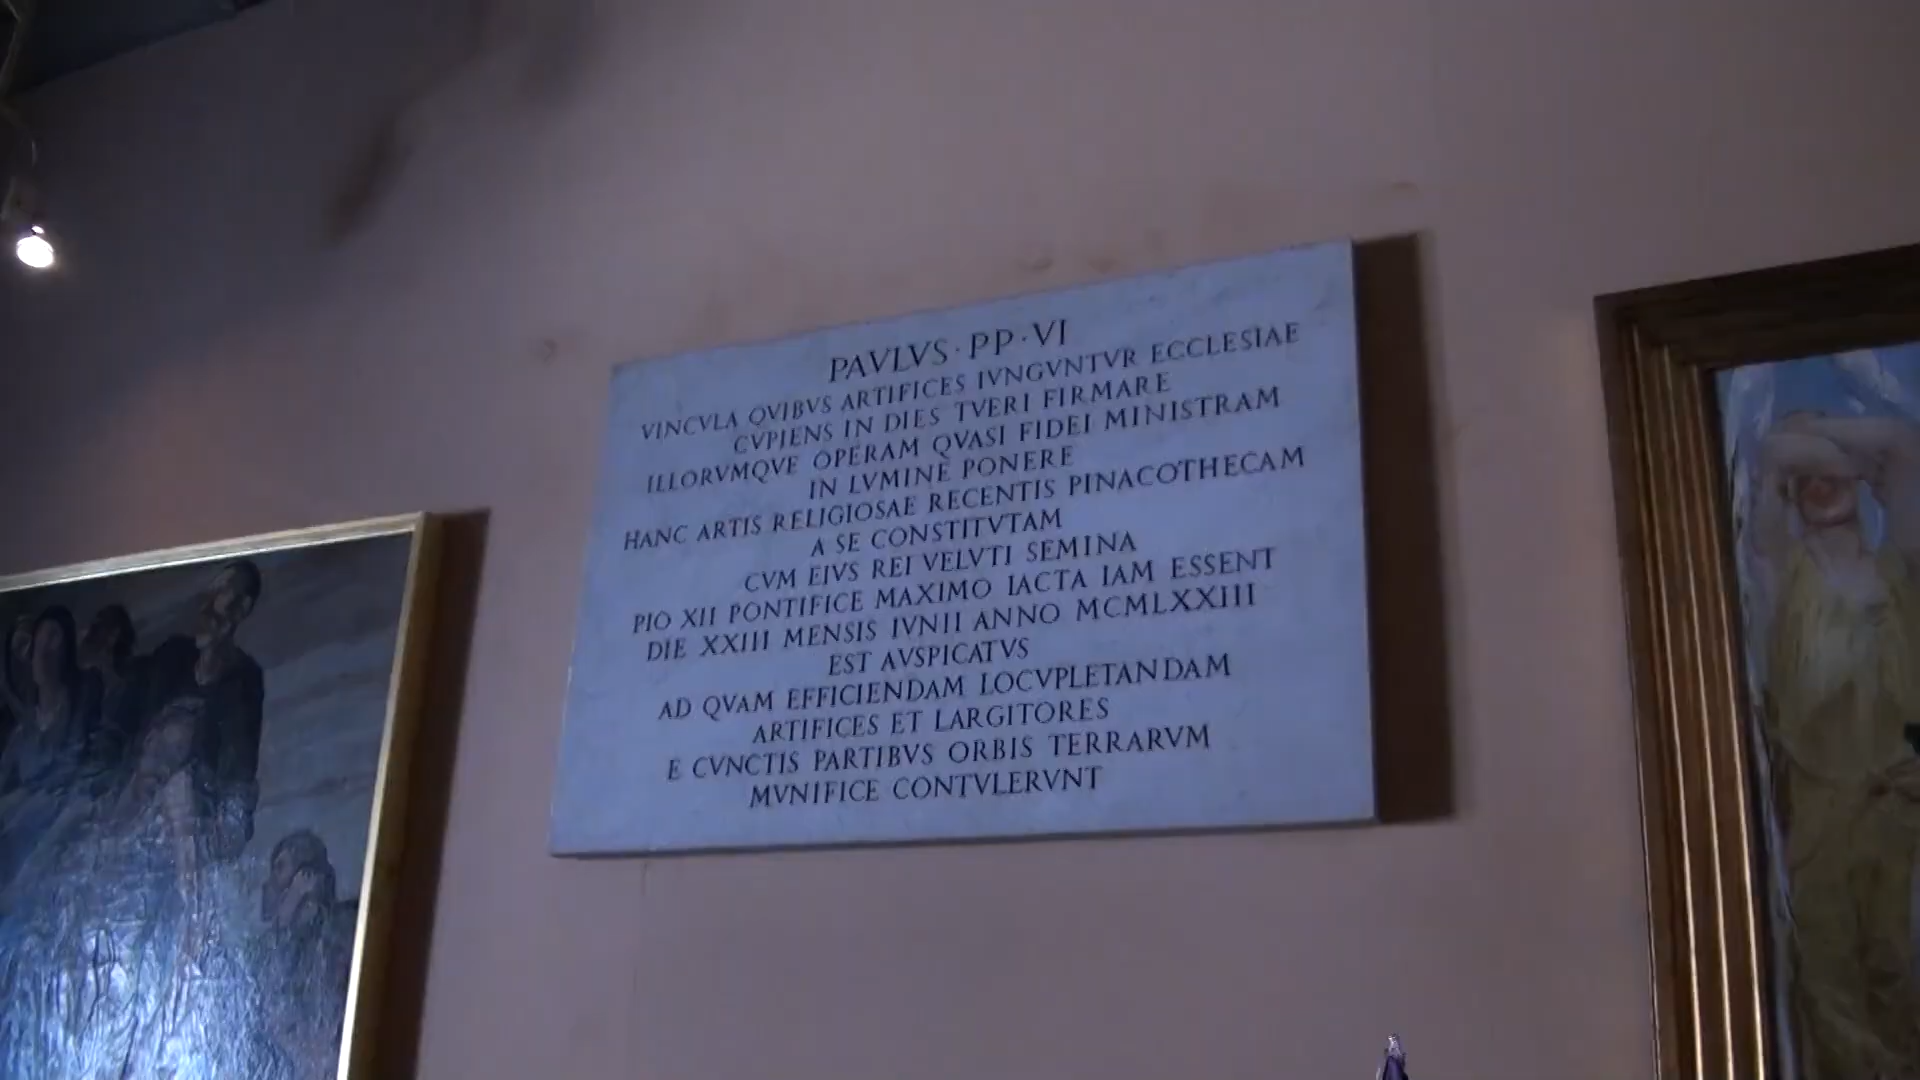 PAVLVS · PP · VI
VINCVLA QVIBVS ARTIFICES IVNGVNTVR ECCLESIAE
CVPIENS IN DIES TVERI FIRMARE
ILLORVMQVE OPERAM QVASI FIDEI MINISTRAM
IN LVMINE PONERE
HANC ARTIS RELIGIOSAE RECENTIS PINACOTHECAM
A SE CONSTITVTAM
CVM EIVS REI VELVTI SEMINA
PIO XII PONTIFICE MAXIMO IACTA IAM ESSENT
DIE XXIII MENSIS IVNII ANNO MCMLXXIII
EST AVSPICATVS
AD QVAM EFFICIENDAM LOCVPLETANDAM
ARTIFICES ET LARGITORES
E CVNCTIS PARTIBVS ORBIS TERRARVM
MVNIFICE CONTVLERVNT